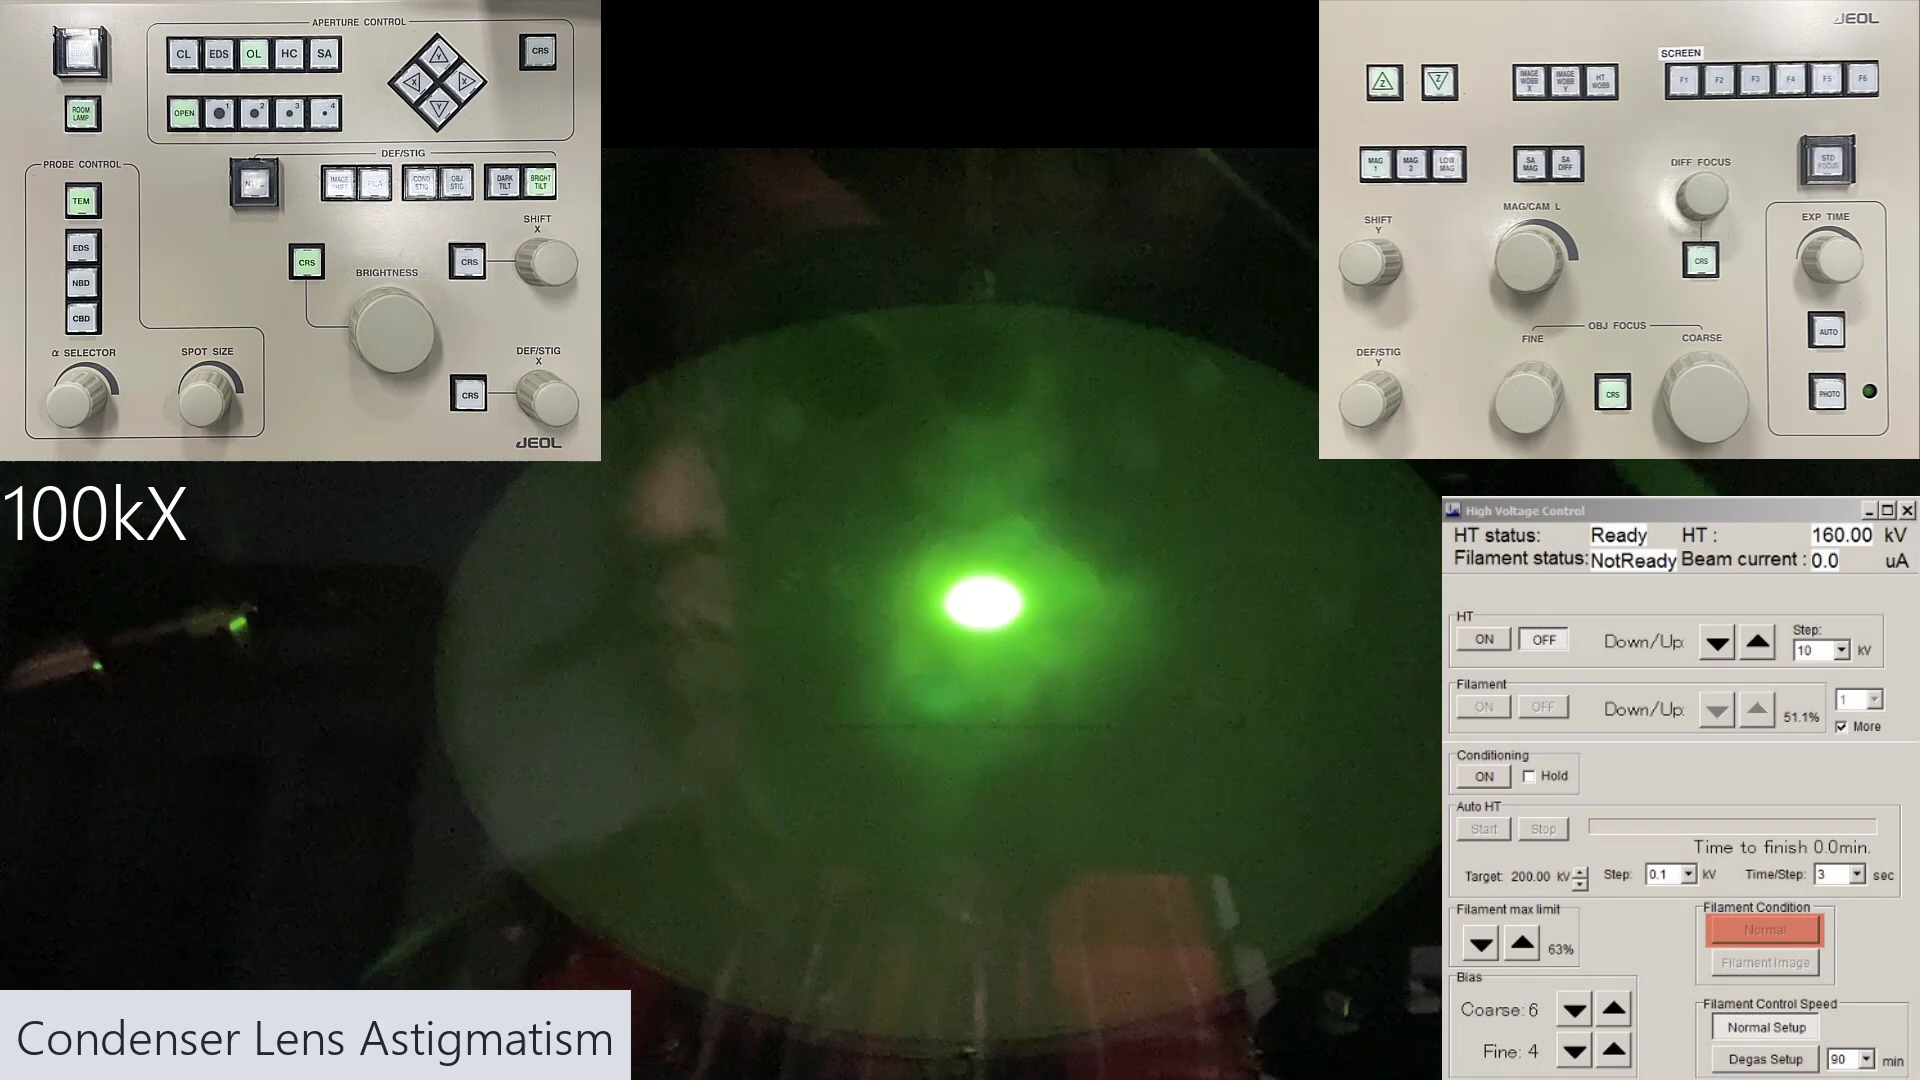 APERTURE CONTROL
CL EDS OL HC SA
CRS
ROOM LAMP
OPEN 1 2 3 4
X Y X Y
DEF/STIG
PROBE CONTROL
NTRL
IMAGE SHIFT PLA COND STIG OBJ STIG DARK TILT BRIGHT TILT
TEM
EDS
NBD
CBD
SHIFT X
CRS
CRS
BRIGHTNESS
α SELECTOR
SPOT SIZE
DEF/STIG X
CRS
JEOL
JEOL
SCREEN
Z Z
IMAGE WOBB X IMAGE WOBB Y HT WOBB
F1 F2 F3 F4 F5 F6
MAG 1 MAG 2 LOW MAG
SA MAG SA DIFF
DIFF FOCUS
STD FOCUS
SHIFT Y
MAG/CAM L
CRS
EXP TIME
OBJ FOCUS
FINE
COARSE
DEF/STIG Y
CRS
AUTO
PHOTO
100kX
High Voltage Control
HT status: Ready HT : 160.00 kV
Filament status: NotReady Beam current : 0.0 uA
HT
ON OFF Down/Up: Step: 10 kV
Filament
ON OFF Down/Up: 51.1% 1
More
Conditioning
ON Hold
Auto HT
Start Stop
Time to finish 0.0min.
Target: 200.00 kV Step: 0.1 kV Time/Step: 3 sec
Filament max limit
63%
Filament Condition
Normal
Filament Image
Bias
Coarse: 6
Fine: 4
Filament Control Speed
Normal Setup
Degas Setup 90 min
Condenser Lens Astigmatism